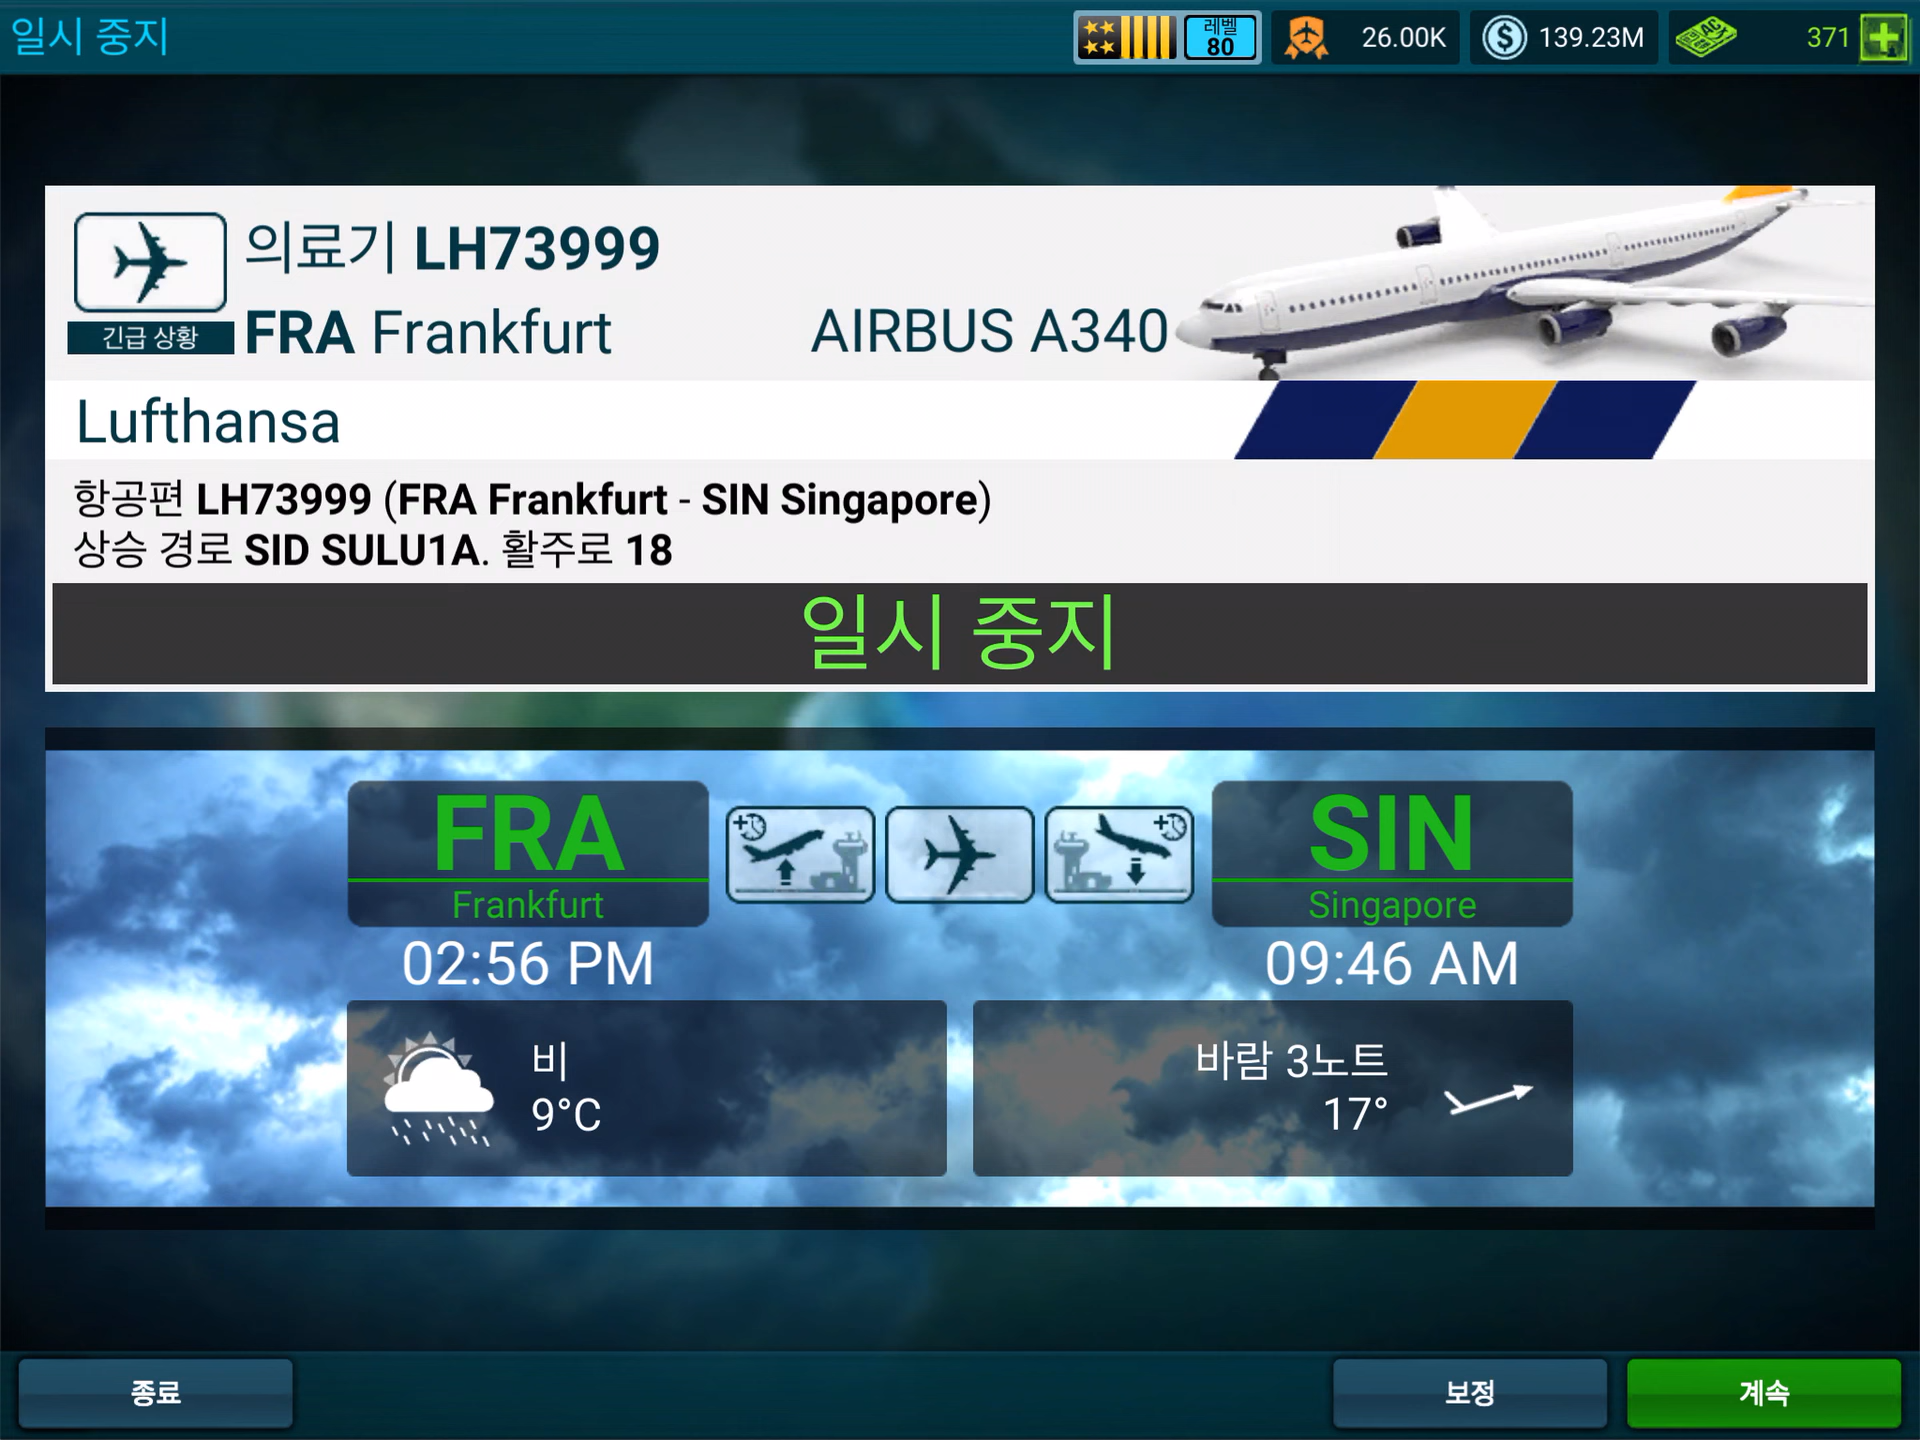 일시 중지
레벨
80
26.00K
139.23M
371
의료기 LH73999
긴급 상황
FRA Frankfurt
AIRBUS A340
Lufthansa
항공편 LH73999 (FRA Frankfurt - SIN Singapore)
상승 경로 SID SULU1A. 활주로 18
일시 중지
FRA
Frankfurt
02:56 PM
SIN
Singapore
09:46 AM
비
9°C
바람 3노트
17°
종료
보정
계속